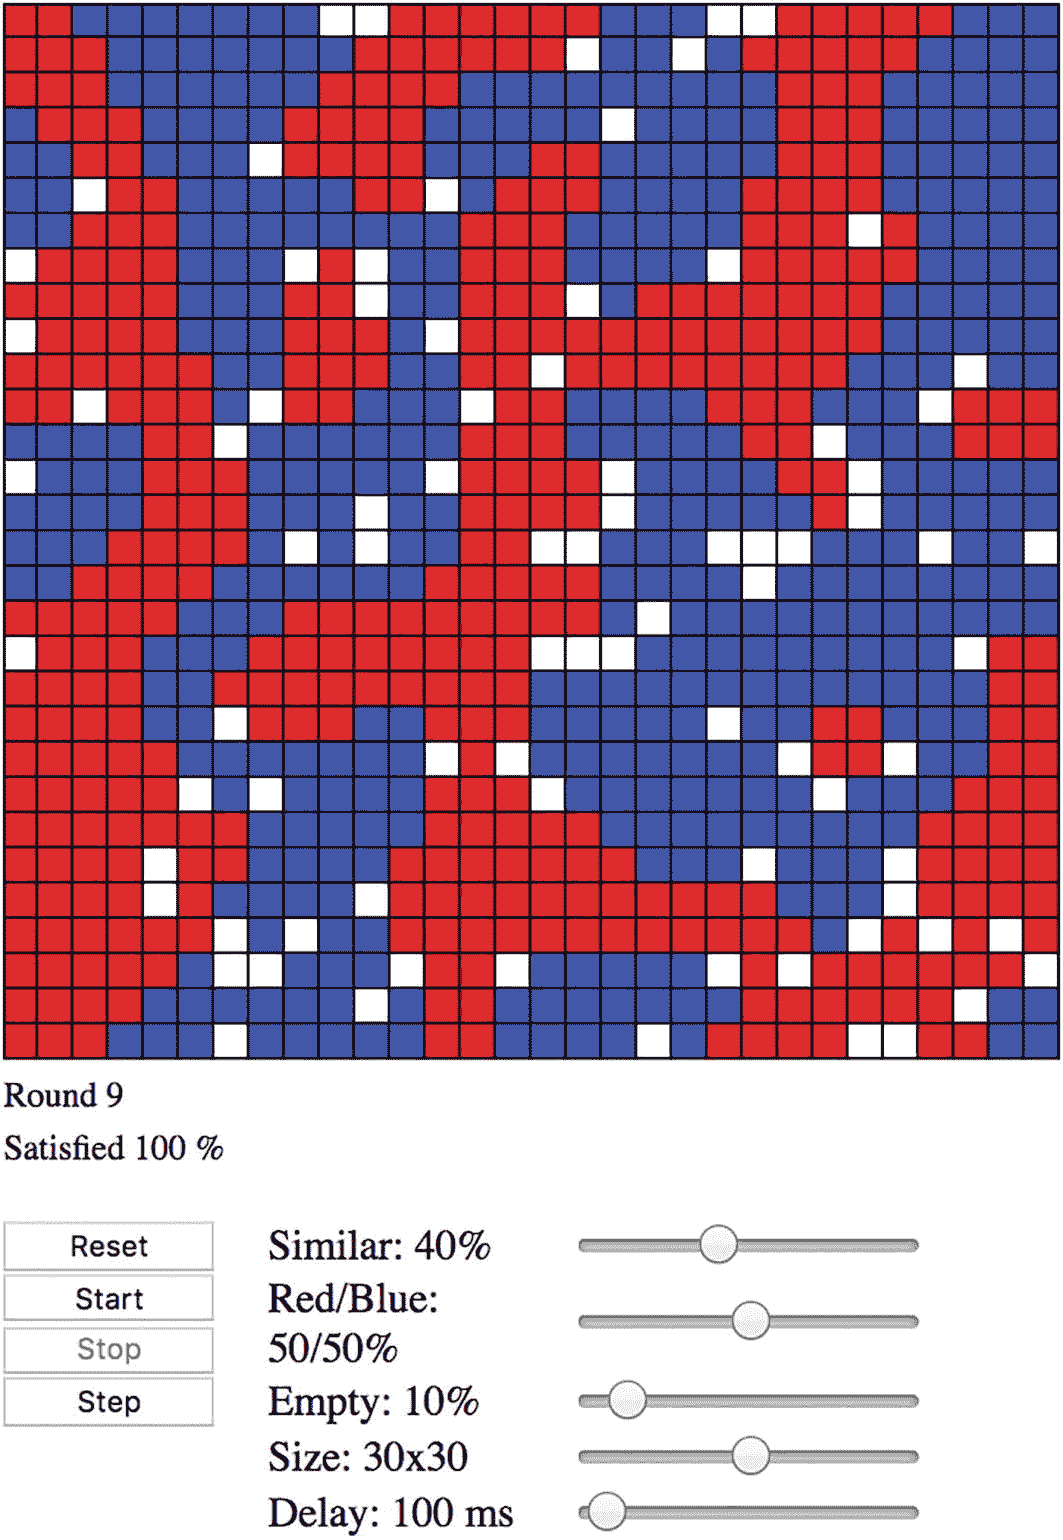 Round 9
Satisfied 100 %
Reset
Start
Stop
Step
Similar: 40%
Red/Blue:
50/50%
Empty: 10%
Size: 30x30
Delay: 100 ms